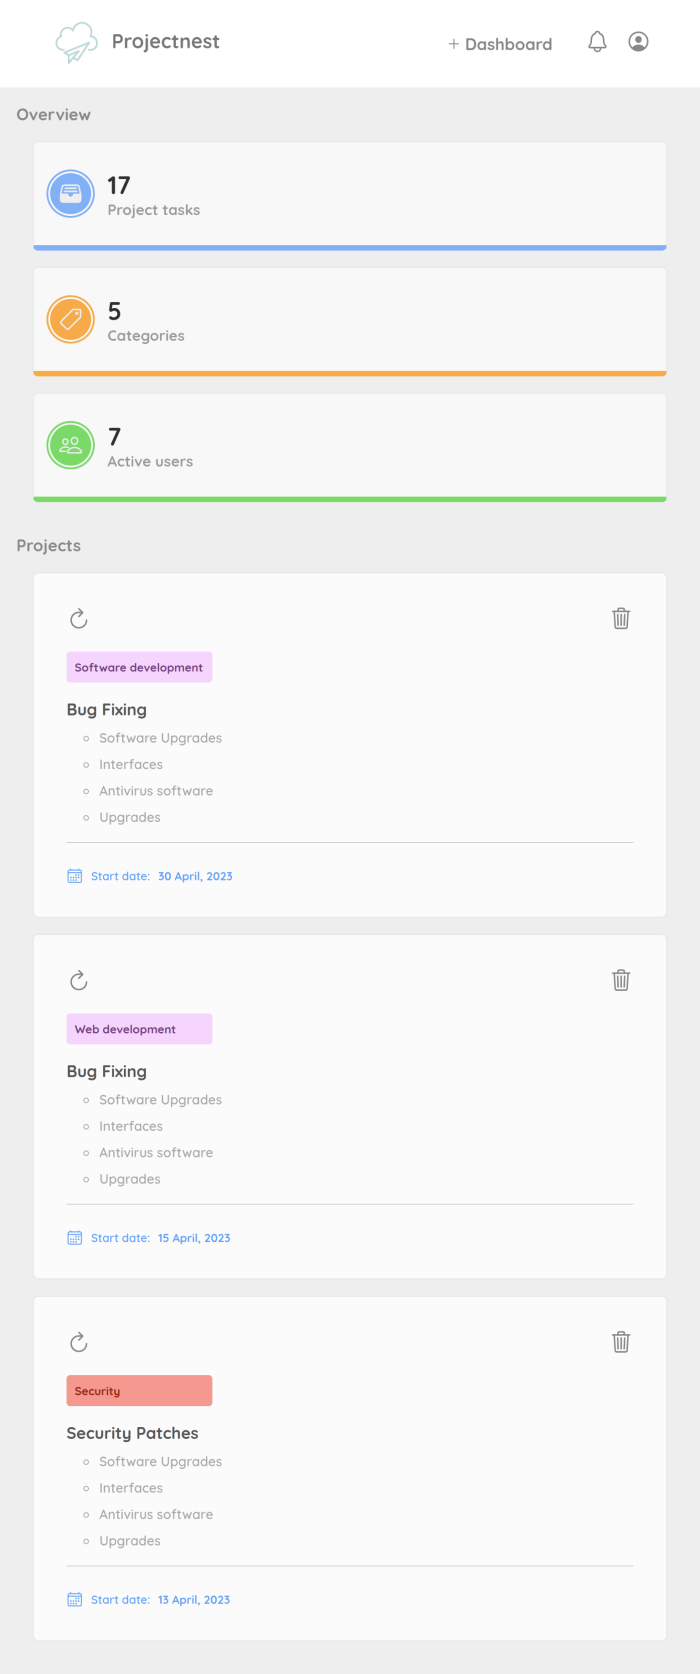 Projectnest
+ Dashboard
Overview
17
Project tasks
5
Categories
7
Active users
Projects
Software development
Bug Fixing
Software Upgrades
Interfaces
Antivirus software
Upgrades
Start date: 30 April, 2023
Web development
Bug Fixing
Software Upgrades
Interfaces
Antivirus software
Upgrades
Start date: 15 April, 2023
Security
Security Patches
Software Upgrades
Interfaces
Antivirus software
Upgrades
Start date: 13 April, 2023